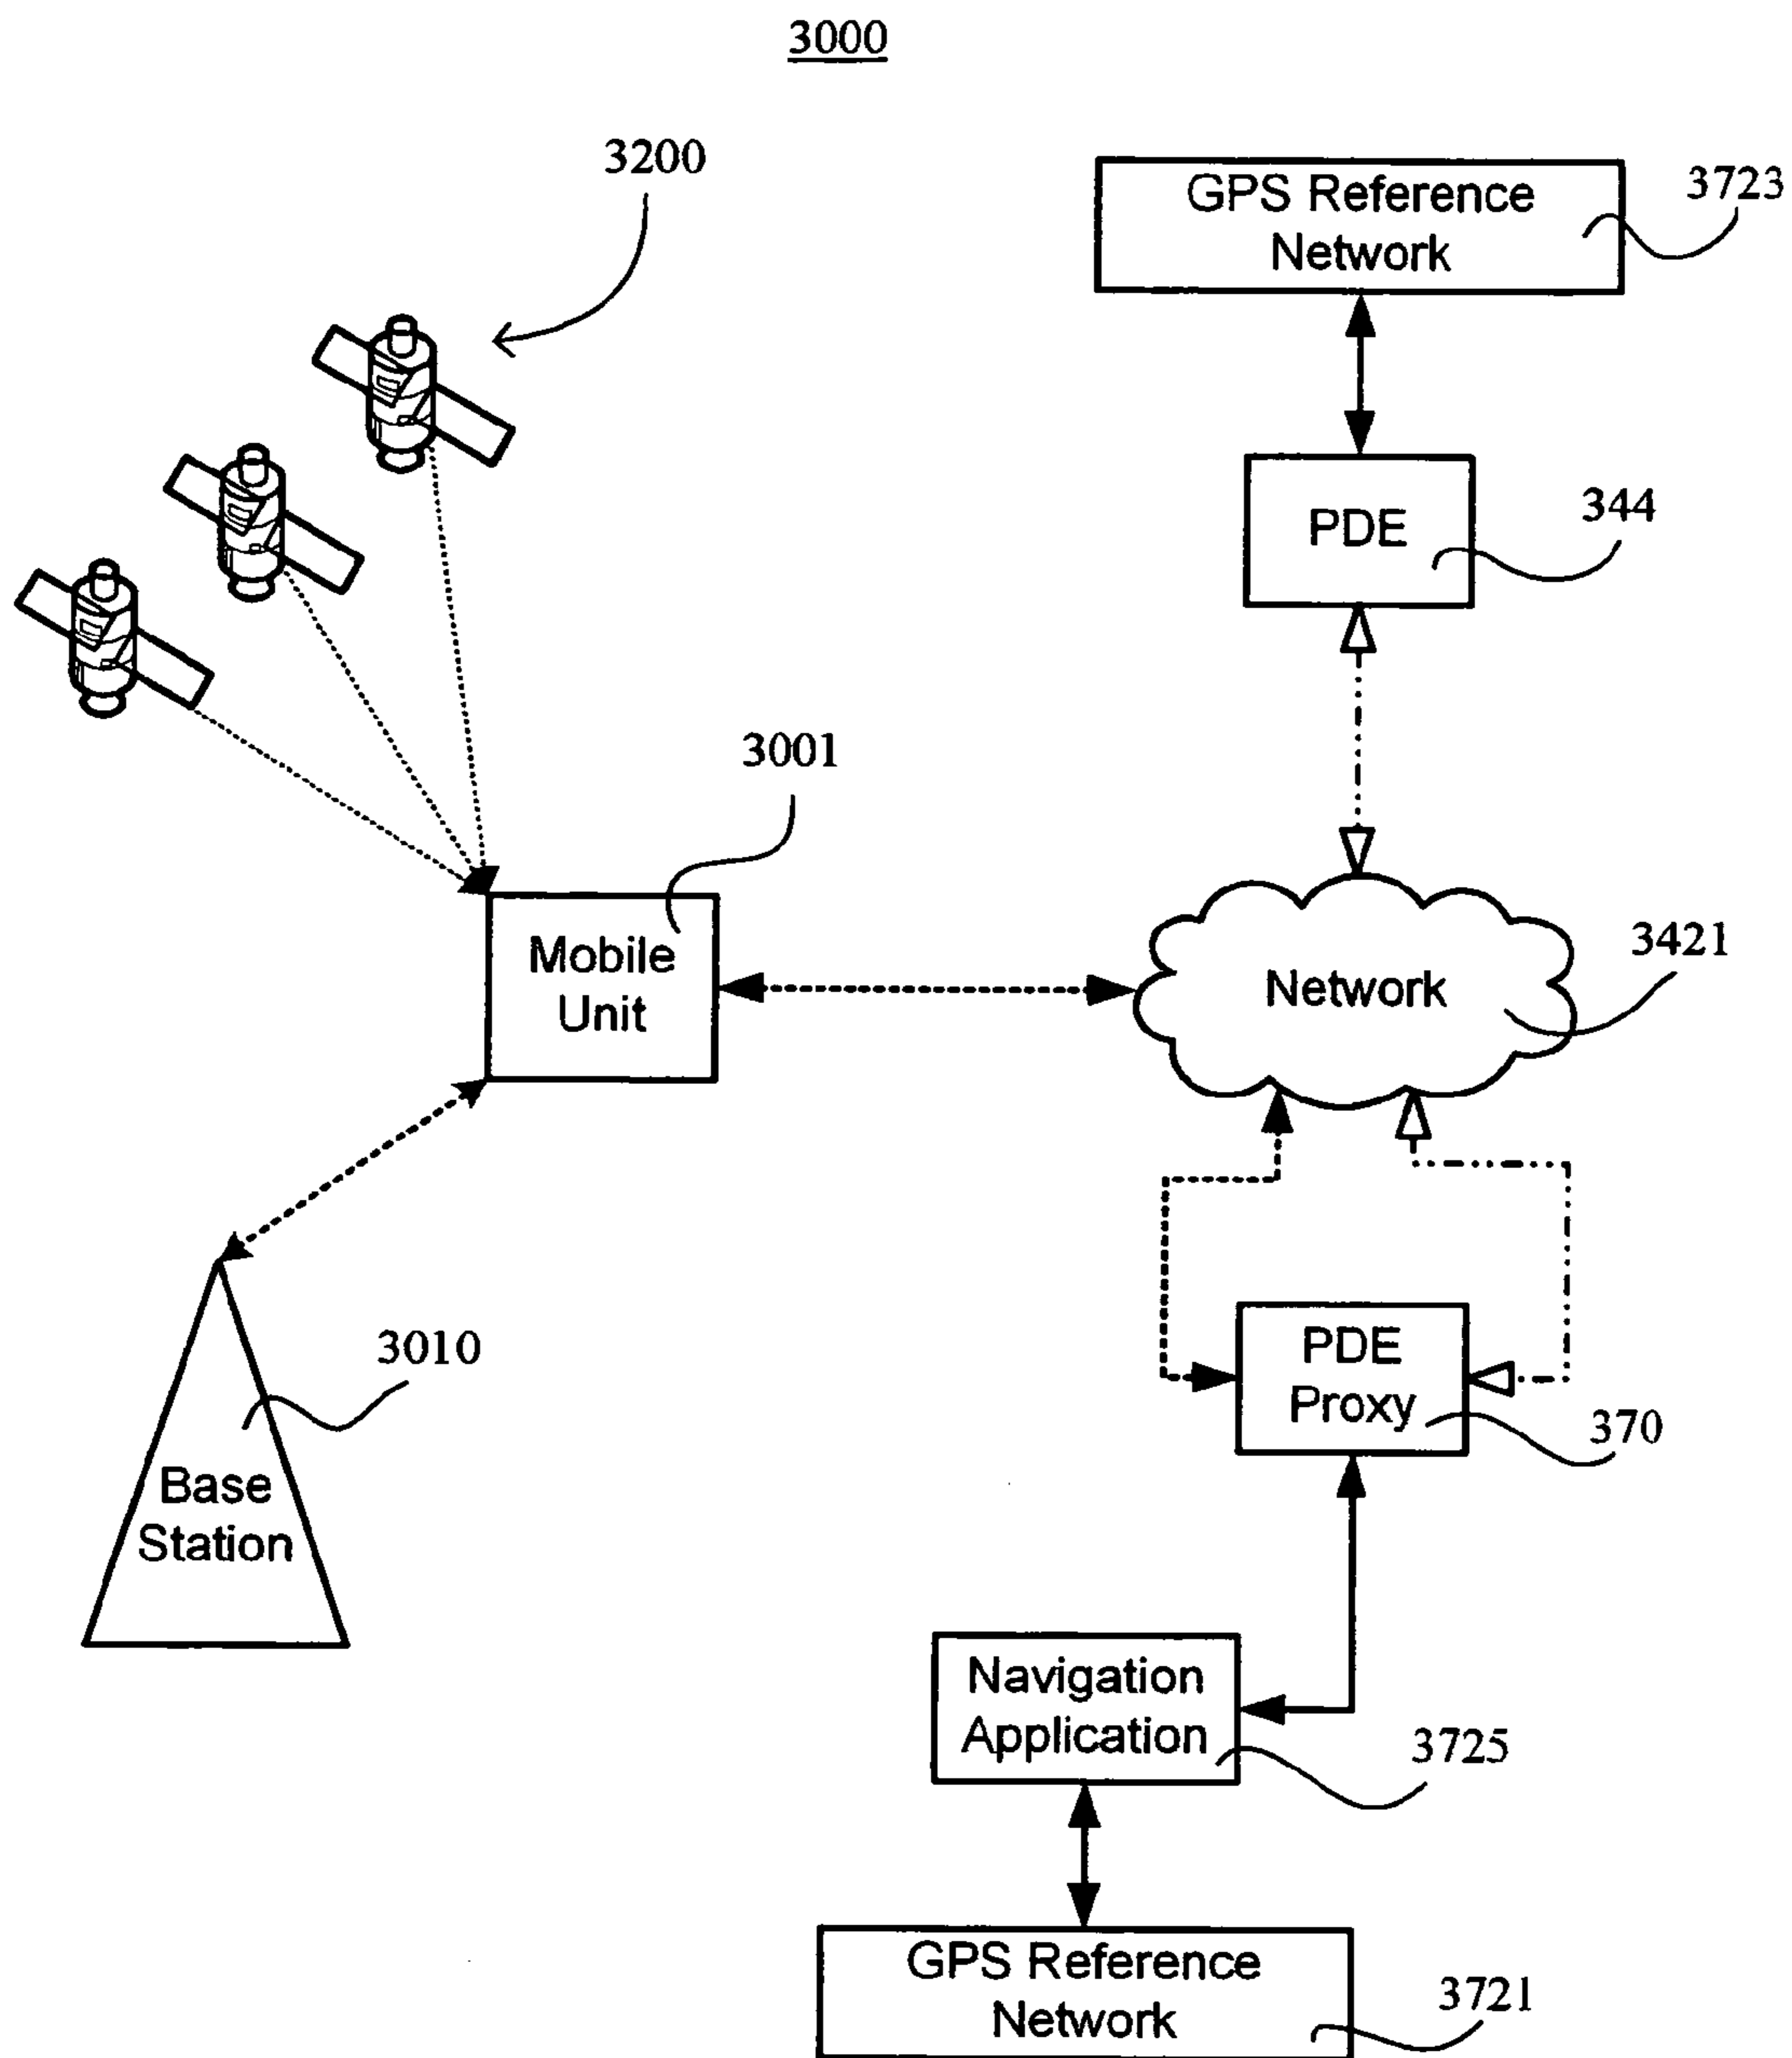 3000
3200
GPS Reference
Network
3723
PDE
344
3001
Mobile
Unit
Network
3421
3010
Base
Station
PDE
Proxy
370
Navigation
Application
3725
GPS Reference
Network
3721